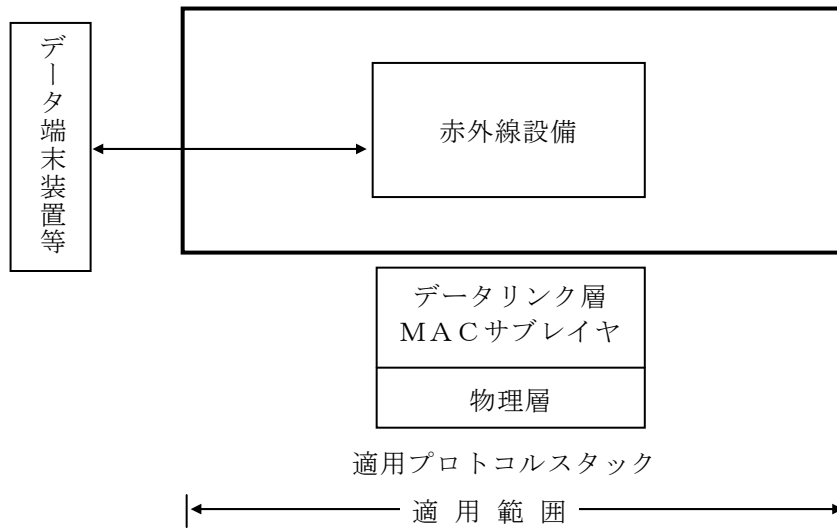 データ端末装置等
赤外線設備
データリンク層
ＭＡＣサブレイヤ
物理層
適用プロトコルスタック
適用範囲